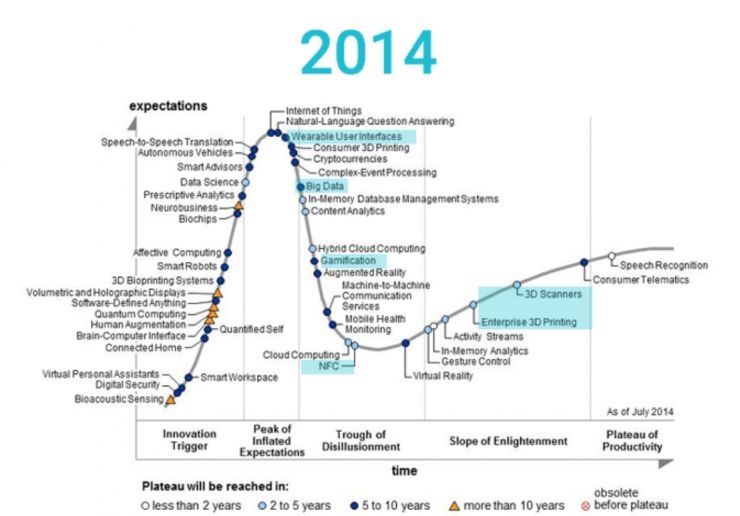 2014
expectations
Internet of Things
Natural-Language Question Answering
Wearable User Interfaces
Speech-to-Speech Translation
Consumer 3D Printing
Autonomous Vehicles
Cryptocurrencies
Smart Advisors
Complex-Event Processing
Data Science
Big Data
Prescriptive Analytics
In-Memory Database Management Systems
Neurobusiness
Content Analytics
Biochips
Hybrid Cloud Computing
Affective Computing
Gamification
Smart Robots
Augmented Reality
Speech Recognition
3D Bioprinting Systems
Machine-to-Machine
Communication
Services
Consumer Telematics
Volumetric and Holographic Displays
3D Scanners
Software-Defined Anything
Quantum Computing
Mobile Health
Monitoring
Enterprise 3D Printing
Human Augmentation
Quantified Self
Brain-Computer Interface
Activity Streams
Connected Home
In-Memory Analytics
Cloud Computing
Gesture Control
NFC
Virtual Reality
Virtual Personal Assistants
Smart Workspace
Digital Security
Bioacoustic Sensing
As of July 2014
Innovation
Trigger
Peak of
Inflated
Expectations
Trough of
Disillusionment
Slope of Enlightenment
Plateau of
Productivity
time
Plateau will be reached in:
less than 2 years
2 to 5 years
5 to 10 years
more than 10 years
obsolete
before plateau